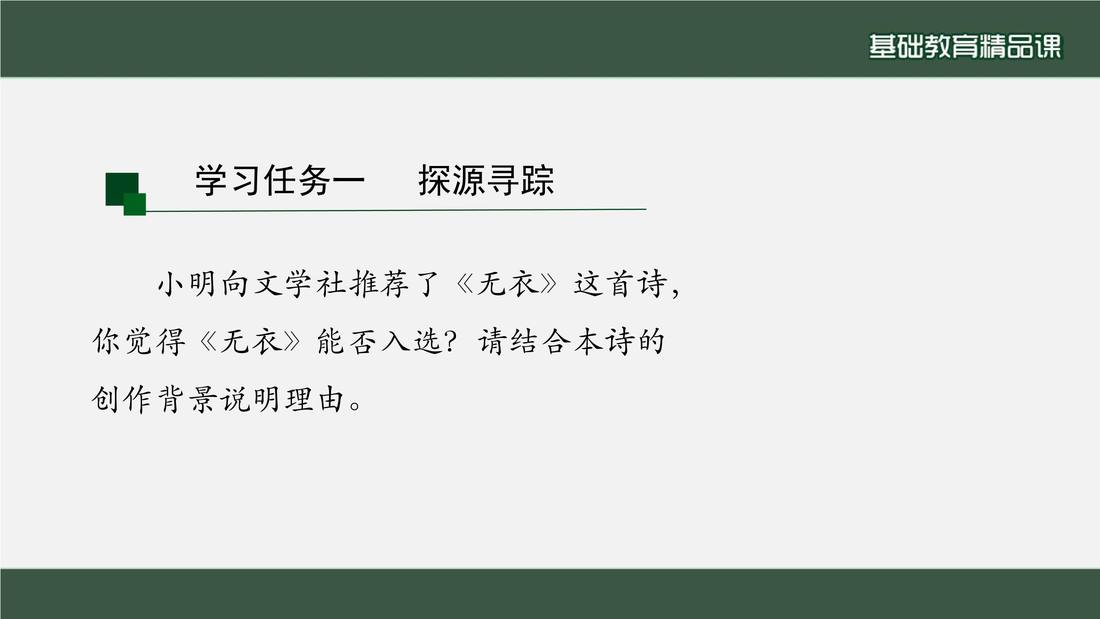 基础教育精品课
学习任务一 探源寻踪
小明向文学社推荐了《无衣》这首诗，
你觉得《无衣》能否入选？请结合本诗的
创作背景说明理由。